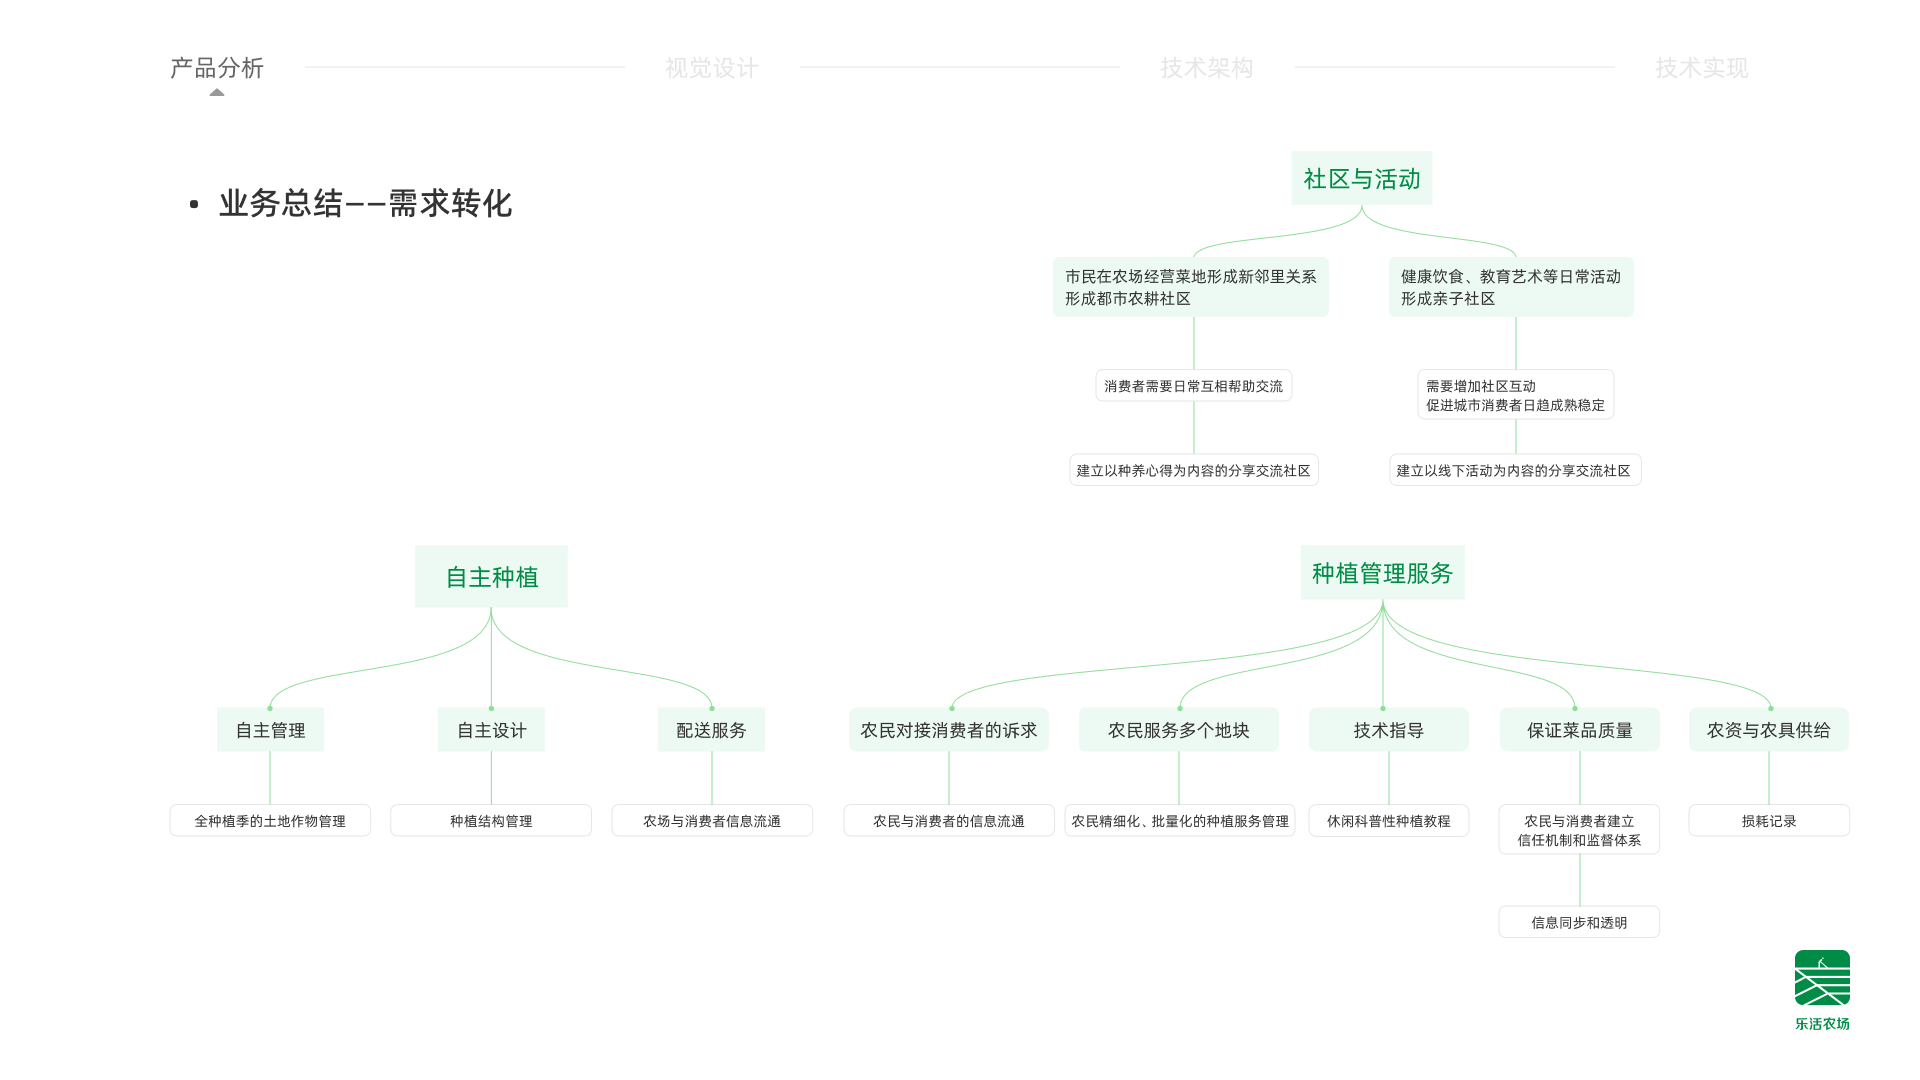 产品分析
视觉设计
技术架构
技术实现
• 业务总结——需求转化
社区与活动
市民在农场经营菜地形成新邻里关系
形成都市农耕社区
健康饮食、教育艺术等日常活动
形成亲子社区
消费者需要日常互相帮助交流
需要增加社区互动
促进城市消费者日趋成熟稳定
建立以种养心得为内容的分享交流社区
建立以线下活动为内容的分享交流社区
自主种植
种植管理服务
自主管理
自主设计
配送服务
农民对接消费者的诉求
农民服务多个地块
技术指导
保证菜品质量
农资与农具供给
全种植季的土地作物管理
种植结构管理
农场与消费者信息流通
农民与消费者的信息流通
农民精细化、批量化的种植服务管理
休闲科普性种植教程
农民与消费者建立
信任机制和监督体系
损耗记录
信息同步和透明
乐活农场